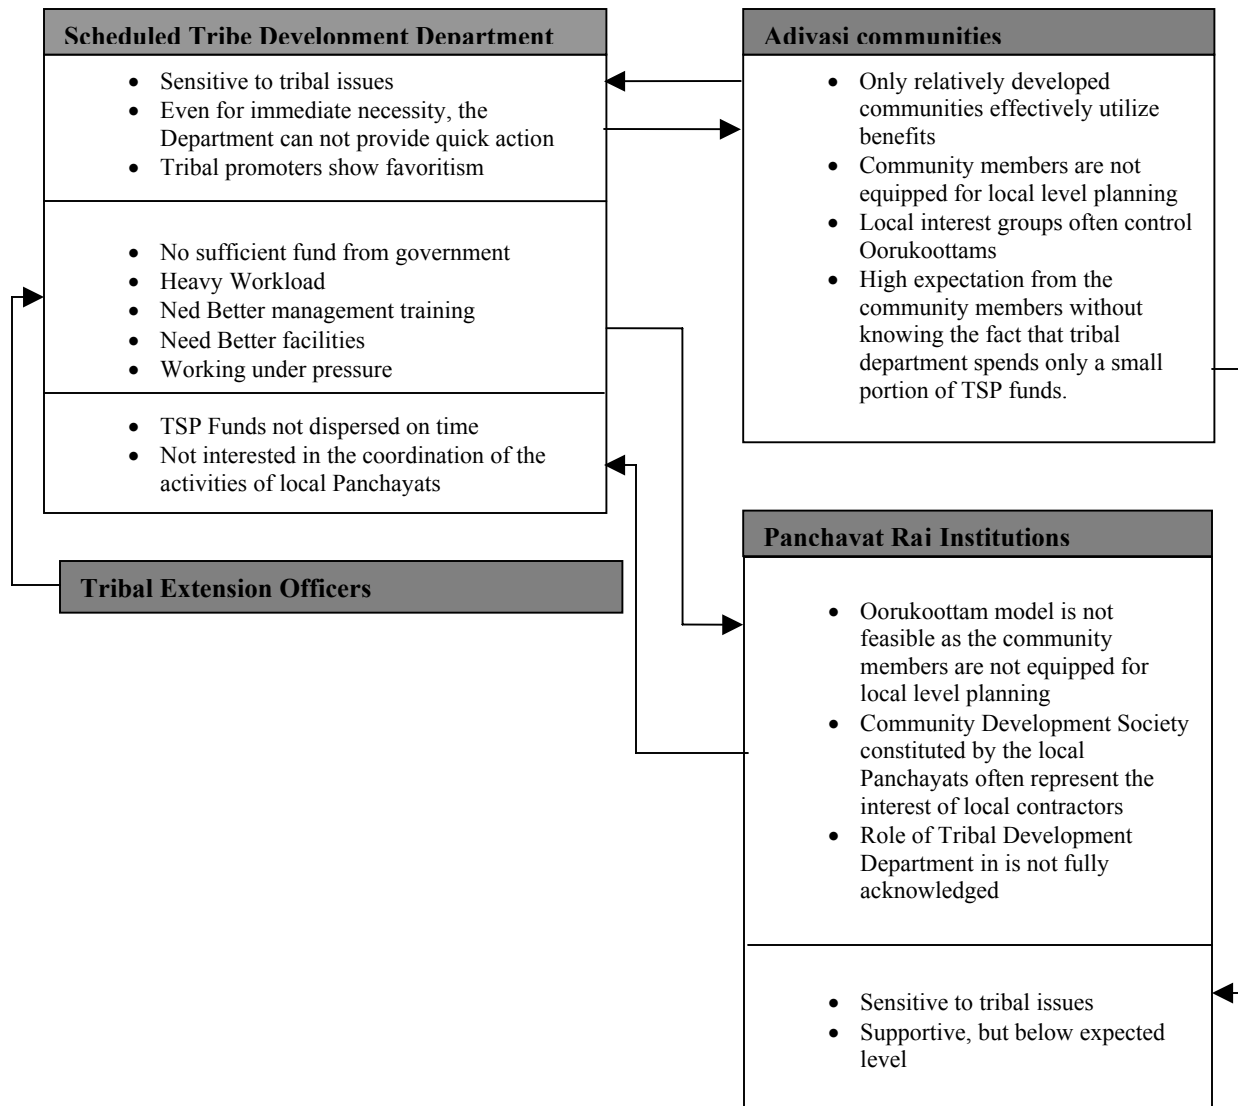 Scheduled Tribe Development Department
• Sensitive to tribal issues
• Even for immediate necessity, the
Department can not provide quick action
• Tribal promoters show favoritism
• No sufficient fund from government
• Heavy Workload
• Ned Better management training
• Need Better facilities
• Working under pressure
• TSP Funds not dispersed on time
• Not interested in the coordination of the
activities of local Panchayats
Tribal Extension Officers
Adivasi communities
• Only relatively developed
communities effectively utilize
benefits
• Community members are not
equipped for local level planning
• Local interest groups often control
Oorukoottams
• High expectation from the
community members without
knowing the fact that tribal
department spends only a small
portion of TSP funds.
Panchayat Raj Institutions
• Oorukoottam model is not
feasible as the community
members are not equipped for
local level planning
• Community Development Society
constituted by the local
Panchayats often represent the
interest of local contractors
• Role of Tribal Development
Department in is not fully
acknowledged
• Sensitive to tribal issues
• Supportive, but below expected
level